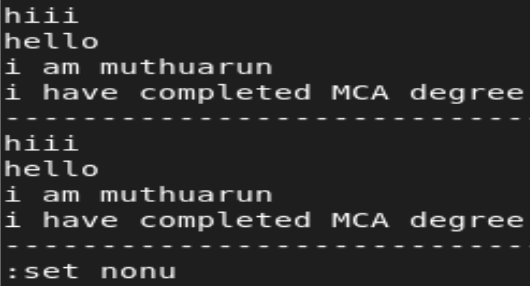 hiii
hello
i am muthuarun
i have completed MCA degree
----------------------------
hiii
hello
i am muthuarun
i have completed MCA degree
----------------------------
:set nonu